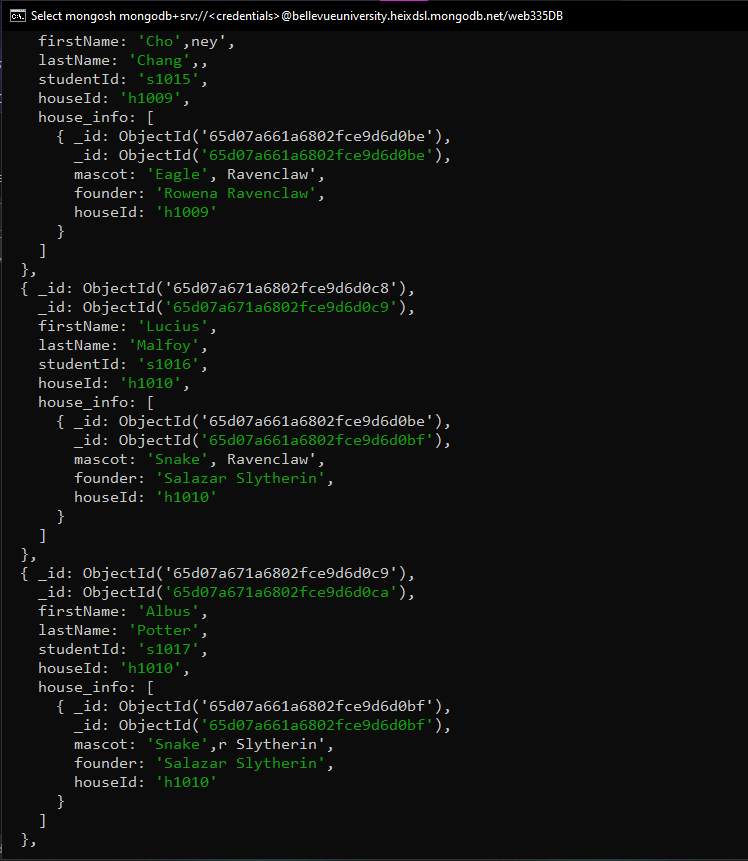 Select mongosh mongodb+srv://<credentials>@bellevueuniversity.heixdsl.mongodb.net/web335DB
firstName: 'Cho',ney',
lastName: 'Chang',,
studentId: 's1015',
houseId: 'h1009',
house_info: [
{ _id: ObjectId('65d07a661a6802fce9d6d0be'),
_id: ObjectId('65d07a661a6802fce9d6d0be'),
mascot: 'Eagle', Ravenclaw',
founder: 'Rowena Ravenclaw',
houseId: 'h1009'
}
]
},
{ _id: ObjectId('65d07a671a6802fce9d6d0c8'),
_id: ObjectId('65d07a671a6802fce9d6d0c9'),
firstName: 'Lucius',
lastName: 'Malfoy',
studentId: 's1016',
houseId: 'h1010',
house_info: [
{ _id: ObjectId('65d07a661a6802fce9d6d0be'),
_id: ObjectId('65d07a661a6802fce9d6d0bf'),
mascot: 'Snake', Ravenclaw',
founder: 'Salazar Slytherin',
houseId: 'h1010'
}
]
},
{ _id: ObjectId('65d07a671a6802fce9d6d0c9'),
_id: ObjectId('65d07a671a6802fce9d6d0ca'),
firstName: 'Albus',
lastName: 'Potter',
studentId: 's1017',
houseId: 'h1010',
house_info: [
{ _id: ObjectId('65d07a661a6802fce9d6d0bf'),
_id: ObjectId('65d07a661a6802fce9d6d0bf'),
mascot: 'Snake',r Slytherin',
founder: 'Salazar Slytherin',
houseId: 'h1010'
}
]
},